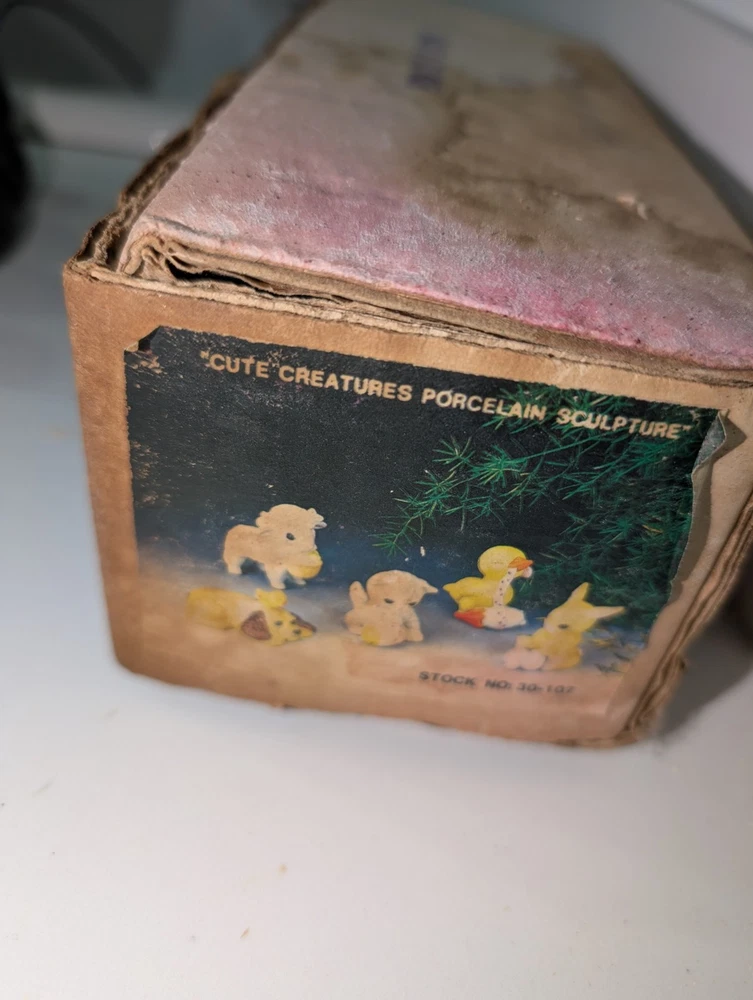 "CUTE CREATURES PORCELAIN SCULPTURE"
STOCK NO: 30-107